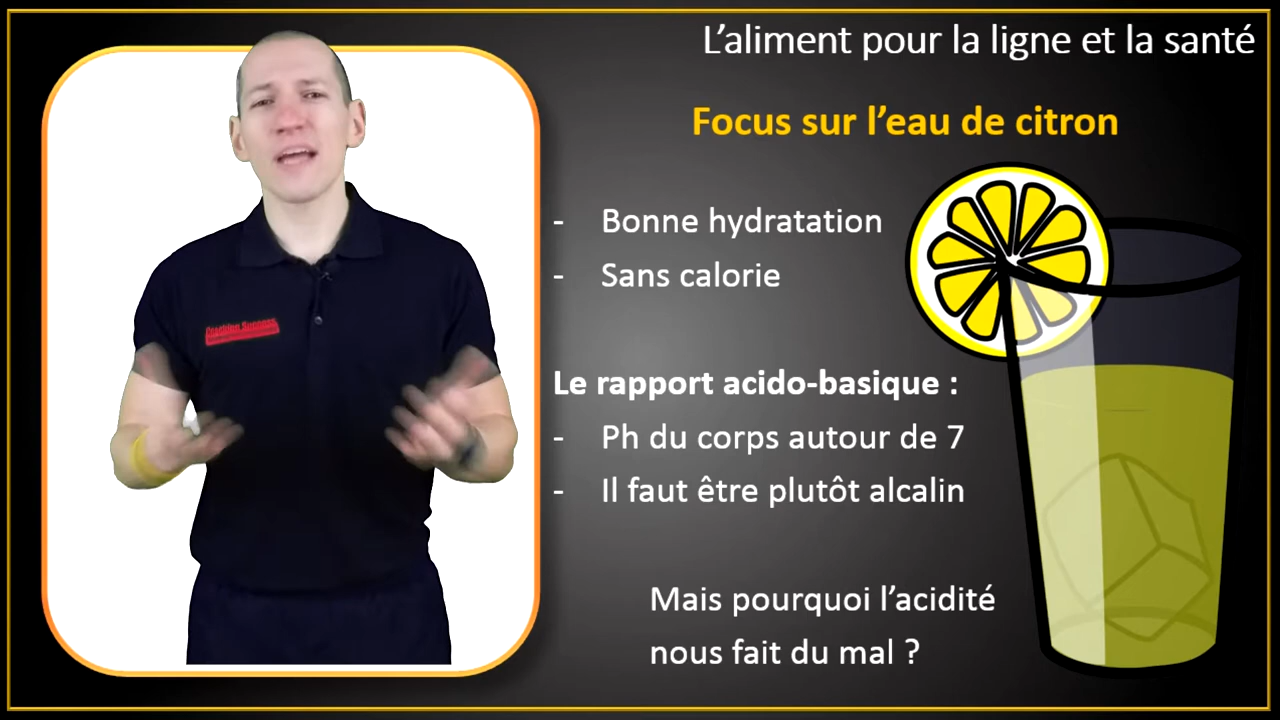 L'aliment pour la ligne et la santé
Focus sur l'eau de citron
- Bonne hydratation
- Sans calorie
Le rapport acido-basique :
- Ph du corps autour de 7
- Il faut être plutôt alcalin
Mais pourquoi l'acidité
nous fait du mal ?